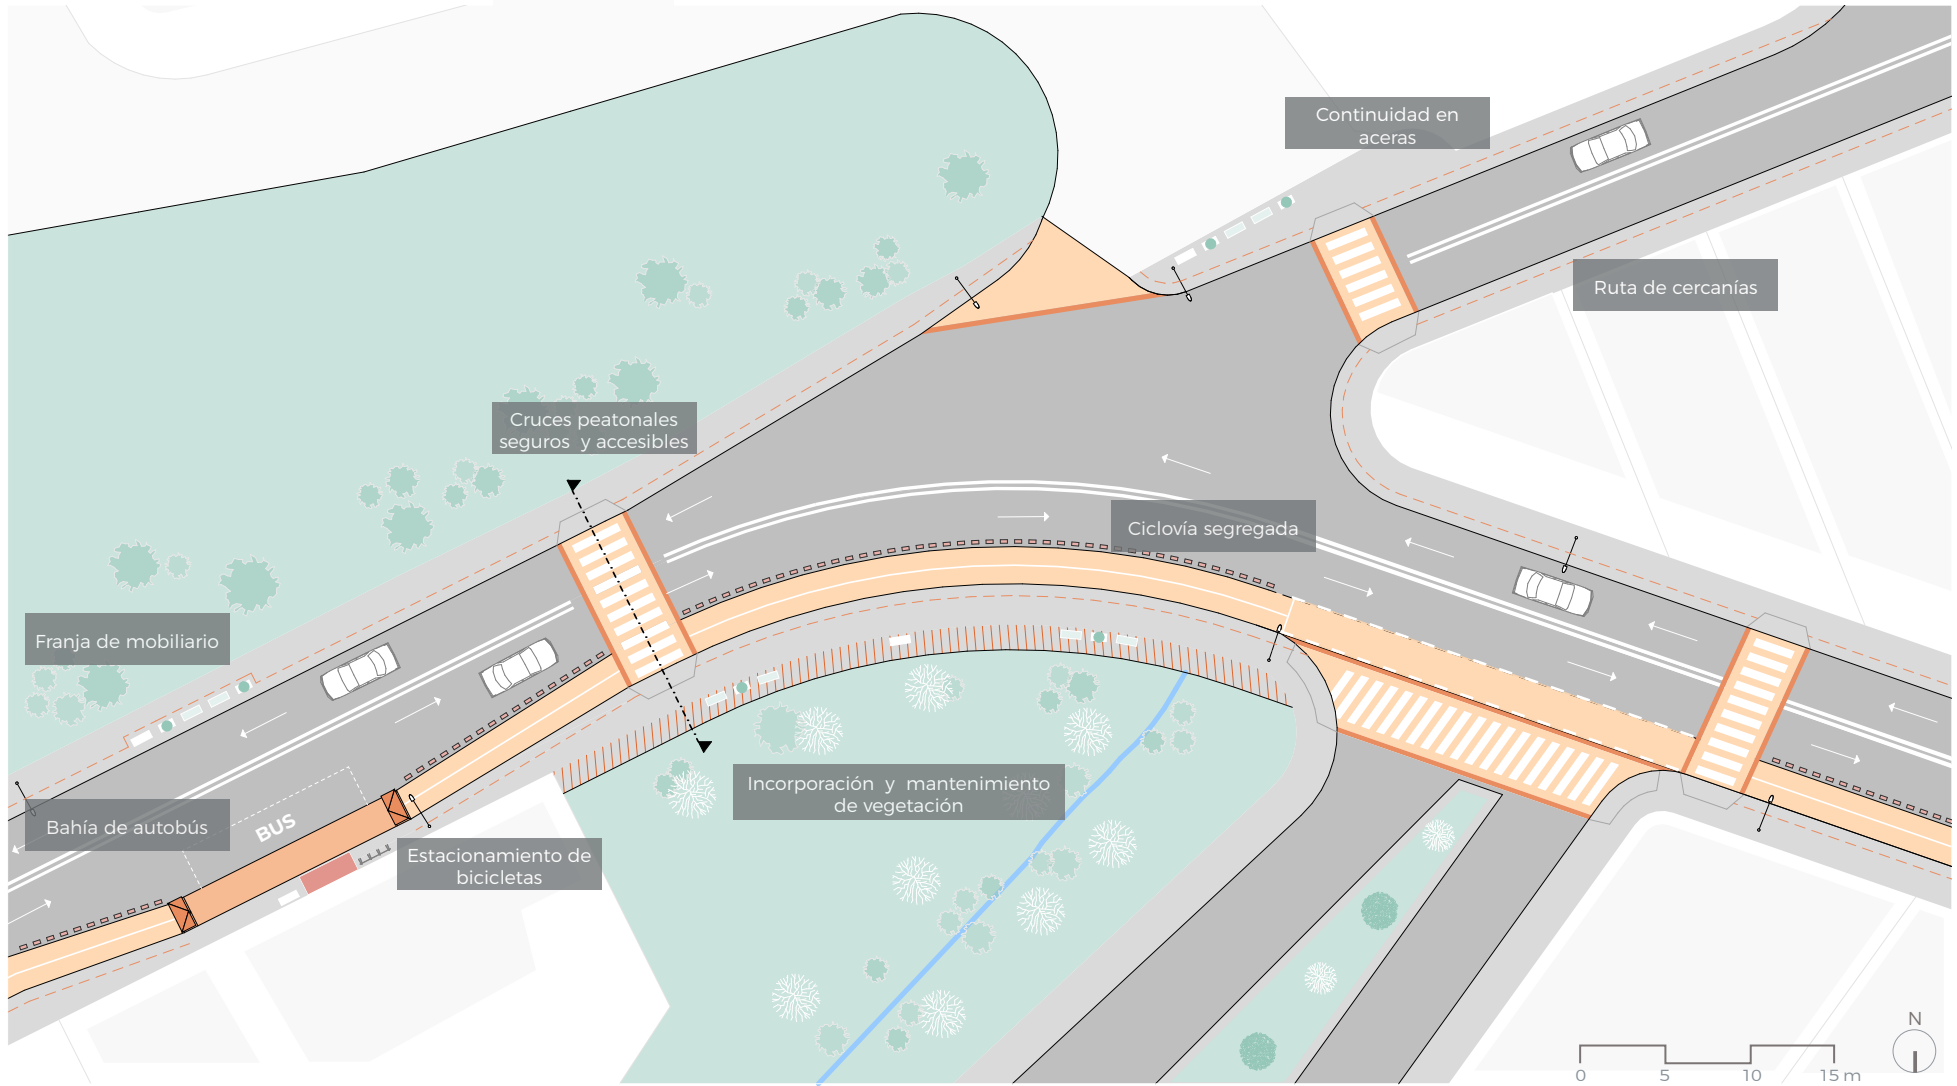 Continuidad en
aceras
Ruta de cercanías
Cruces peatonales
seguros y accesibles
Ciclovía segregada
Franja de mobiliario
Incorporación y mantenimiento
de vegetación
Bahía de autobús
BUS
Estacionamiento de
bicicletas
N
0 5 10 15 m